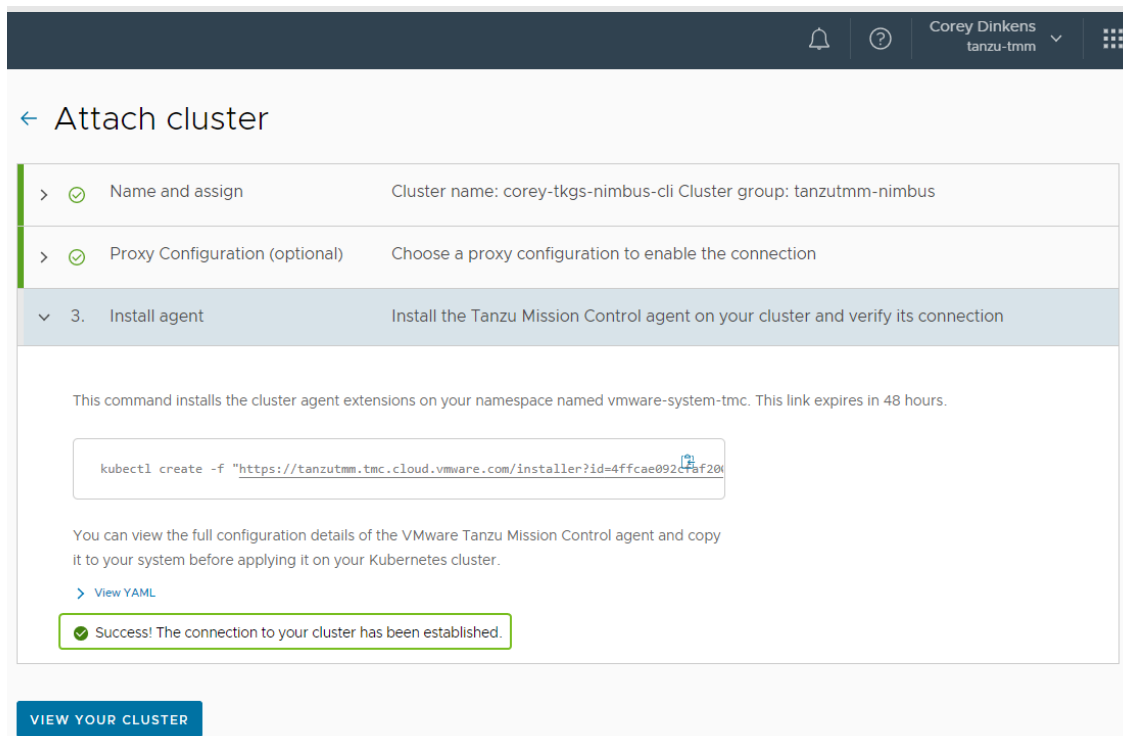 Corey Dinkens
tanzu-tmm
← Attach cluster
Name and assign Cluster name: corey-tkgs-nimbus-cli Cluster group: tanzutmm-nimbus
Proxy Configuration (optional) Choose a proxy configuration to enable the connection
3. Install agent Install the Tanzu Mission Control agent on your cluster and verify its connection
This command installs the cluster agent extensions on your namespace named vmware-system-tmc. This link expires in 48 hours.
kubectl create -f "https://tanzutmm.tmc.cloud.vmware.com/installer?id=4ffcae092
You can view the full configuration details of the VMware Tanzu Mission Control agent and copy
it to your system before applying it on your Kubernetes cluster.
View YAML
Success! The connection to your cluster has been established.
VIEW YOUR CLUSTER